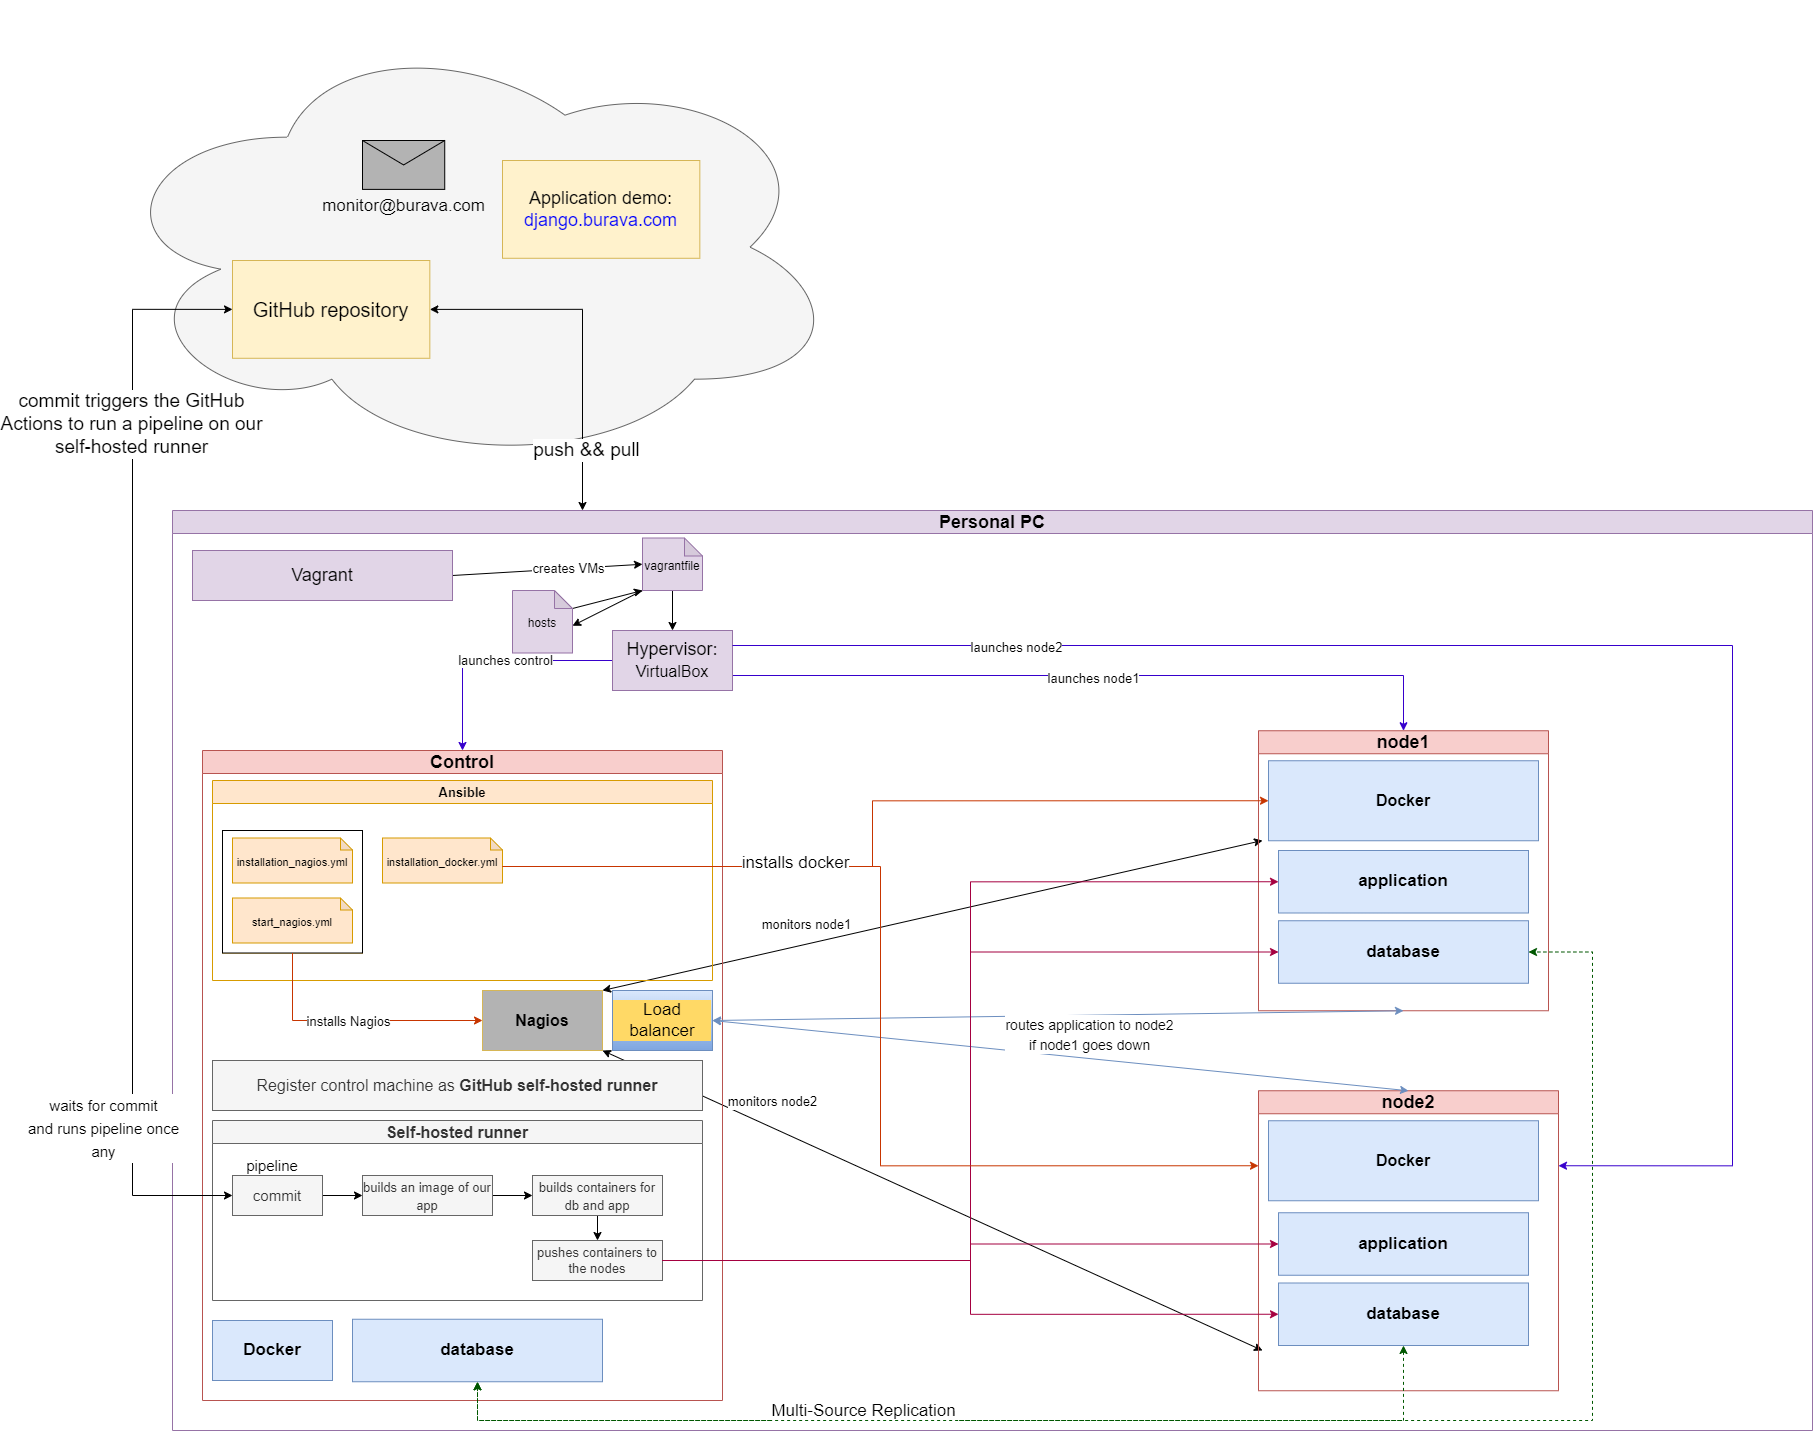 monitor@burava.com
Application demo:
django.burava.com
GitHub repository
commit triggers the GitHub
Actions to run a pipeline on our
self-hosted runner
push && pull
Personal PC
Vagrant
creates VMs
vagrantfile
hosts
Hypervisor:
VirtualBox
launches control
launches node2
launches node1
Control
Ansible
installation_nagios.yml
installation_docker.yml
start_nagios.yml
installs docker
installs Nagios
Nagios
Load
balancer
monitors node1
routes application to node2
if node1 goes down
Register control machine as GitHub self-hosted runner
monitors node2
waits for commit
and runs pipeline once
any
Self-hosted runner
pipeline
commit
builds an image of our
app
builds containers for
db and app
pushes containers to
the nodes
Docker
database
Multi-Source Replication
node1
Docker
application
database
node2
Docker
application
database